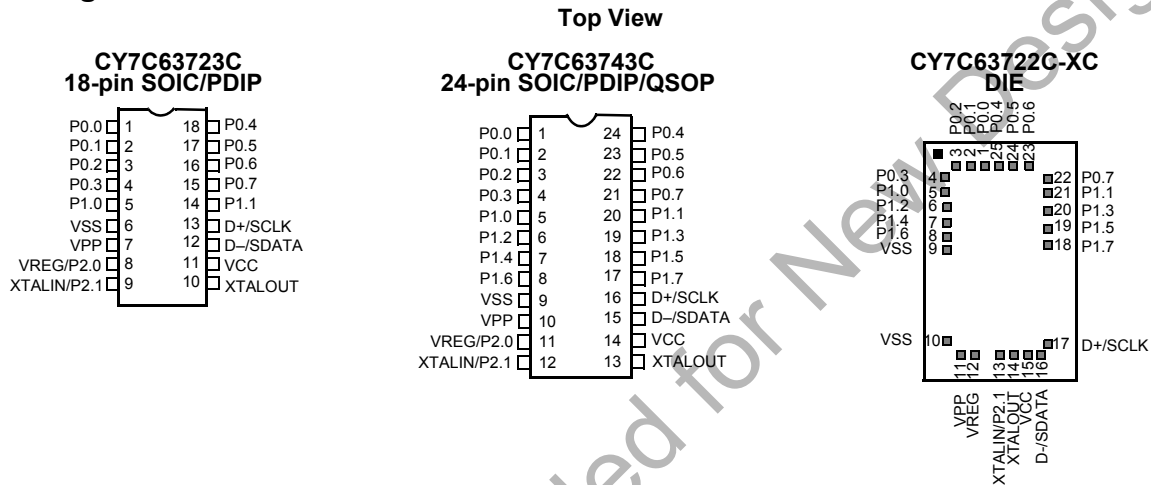 Top View
CY7C63723C
18-pin SOIC/PDIP
P0.0 1 18 P0.4
P0.1 2 17 P0.5
P0.2 3 16 P0.6
P0.3 4 15 P0.7
P1.0 5 14 P1.1
VSS 6 13 D+/SCLK
VPP 7 12 D–/SDATA
VREG/P2.0 8 11 VCC
XTALIN/P2.1 9 10 XTALOUT
CY7C63743C
24-pin SOIC/PDIP/QSOP
P0.0 1 24 P0.4
P0.1 2 23 P0.5
P0.2 3 22 P0.6
P0.3 4 21 P0.7
P1.0 5 20 P1.1
P1.2 6 19 P1.3
P1.4 7 18 P1.5
P1.6 8 17 P1.7
VSS 9 16 D+/SCLK
VPP 10 15 D–/SDATA
VREG/P2.0 11 14 VCC
XTALIN/P2.1 12 13 XTALOUT
CY7C63722C-XC
DIE
P0.2 P0.1 P0.0 P0.4 P0.5 P0.6
3 2 1 25 24 23
P0.3 4 22 P0.7
P1.0 5 21 P1.1
P1.2 6 20 P1.3
P1.4 7 19 P1.5
P1.6 8 18 P1.7
VSS 9
VSS 10 17 D+/SCLK
11 12 13 14 15 16
VPP VREG XTALIN/P2.1 XTALOUT VCC D-/SDATA
ed for New Desig